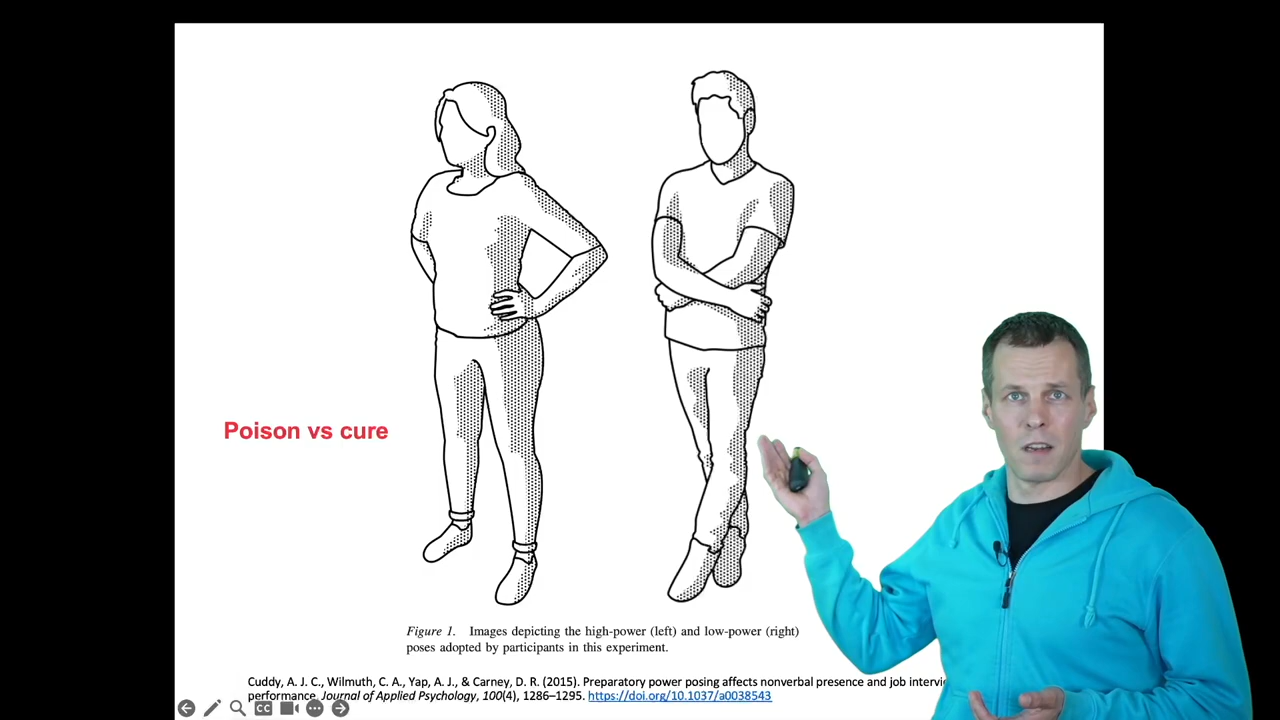 Poison vs cure
Figure 1. Images depicting the high-power (left) and low-power (right)
poses adopted by participants in this experiment.
Cuddy, A. J. C., Wilmuth, C. A., Yap, A. J., & Carney, D. R. (2015). Preparatory power posing affects nonverbal presence and job
performance. Journal of Applied Psychology, 100(4), 1286–1295. https://doi.org/10.1037/a0038543
CC